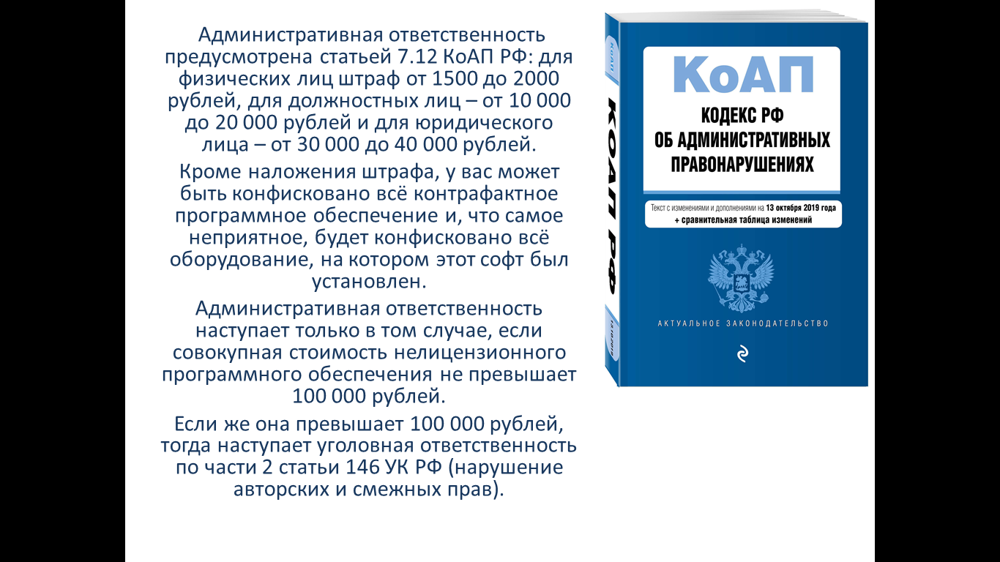 Административная ответственность
предусмотрена статьей 7.12 КоАП РФ: для
физических лиц штраф от 1500 до 2000
рублей, для должностных лиц – от 10 000
до 20 000 рублей и для юридического
лица – от 30 000 до 40 000 рублей.
Кроме наложения штрафа, у вас может
быть конфисковано всё контрафактное
программное обеспечение и, что самое
неприятное, будет конфисковано всё
оборудование, на котором этот софт был
установлен.
Административная ответственность
наступает только в том случае, если
совокупная стоимость нелицензионного
программного обеспечения не превышает
100 000 рублей.
Если же она превышает 100 000 рублей,
тогда наступает уголовная ответственность
по части 2 статьи 146 УК РФ (нарушение
авторских и смежных прав).
КоАП
КОАП РФ
КоАП
КОДЕКС РФ
ОБ АДМИНИСТРАТИВНЫХ
ПРАВОНАРУШЕНИЯХ
Текст с изменениями и дополнениями на 13 октября 2019 года
+ сравнительная таблица изменений
АКТУАЛЬНОЕ ЗАКОНОДАТЕЛЬСТВО